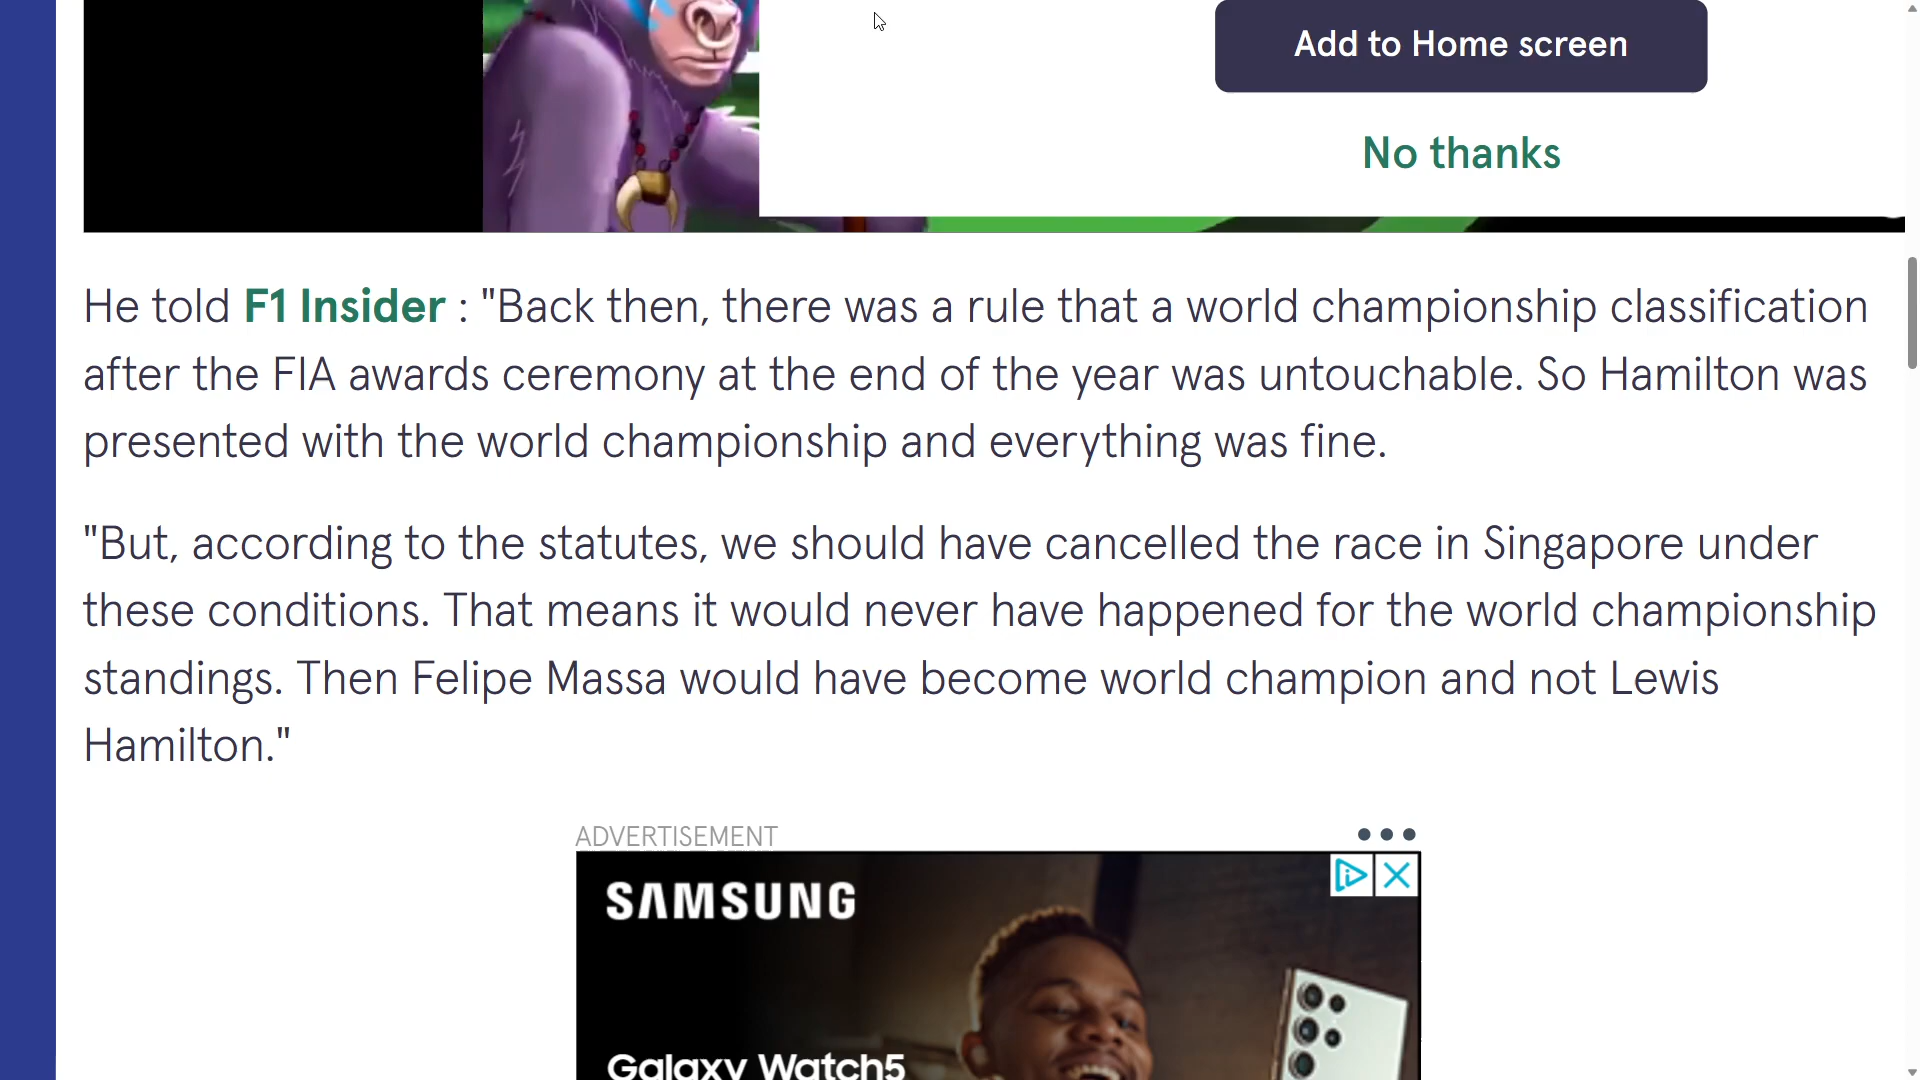 Add to Home screen
No thanks
He told F1 Insider : "Back then, there was a rule that a world championship classification
after the FIA awards ceremony at the end of the year was untouchable. So Hamilton was
presented with the world championship and everything was fine.
"But, according to the statutes, we should have cancelled the race in Singapore under
these conditions. That means it would never have happened for the world championship
standings. Then Felipe Massa would have become world champion and not Lewis
Hamilton."
ADVERTISEMENT
SAMSUNG
Galaxy Watch5